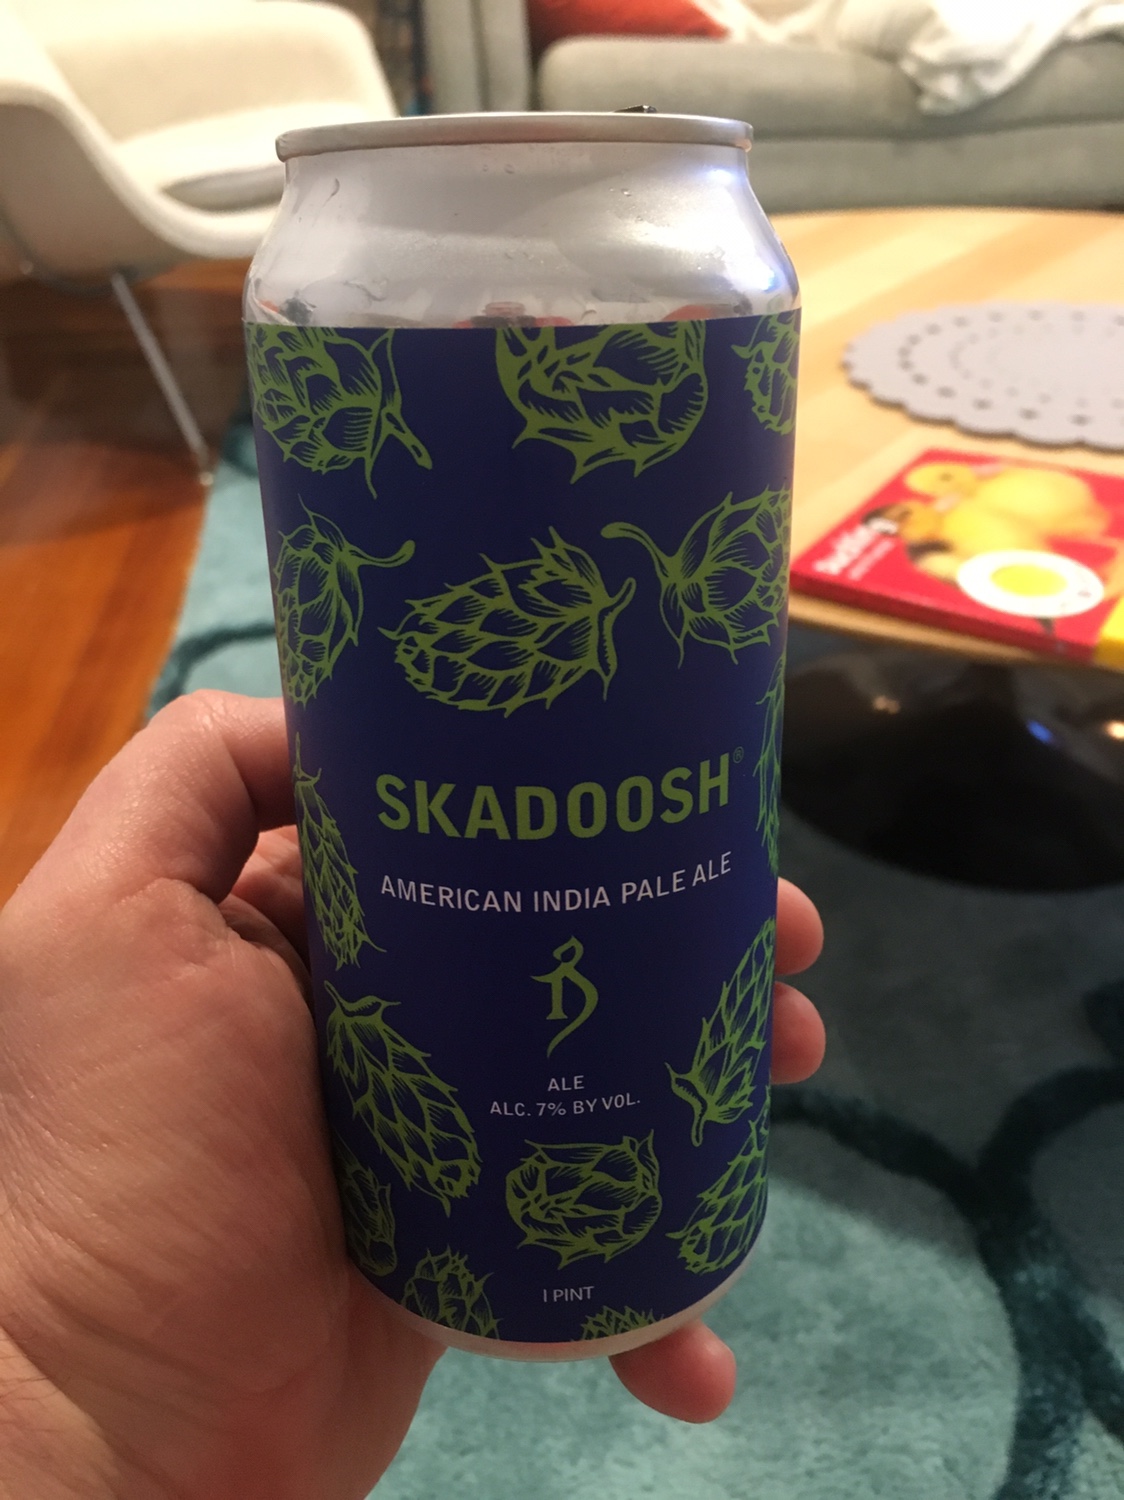 SKADOOSH®
AMERICAN INDIA PALE ALE
ALE
ALC. 7% BY VOL.
1 PINT